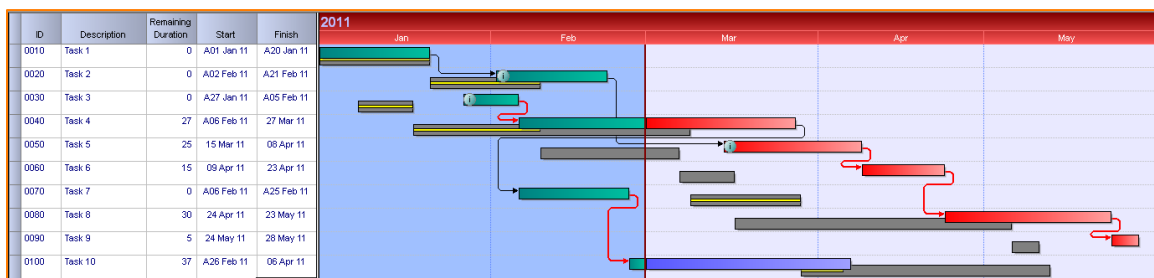 2011
Jan Feb Mar Apr May
ID Description Remaining Duration Start Finish
0010 Task 1 0 A01 Jan 11 A20 Jan 11
0020 Task 2 0 A02 Feb 11 A21 Feb 11
0030 Task 3 0 A27 Jan 11 A05 Feb 11
0040 Task 4 27 A06 Feb 11 27 Mar 11
0050 Task 5 25 15 Mar 11 08 Apr 11
0060 Task 6 15 09 Apr 11 23 Apr 11
0070 Task 7 0 A06 Feb 11 A25 Feb 11
0080 Task 8 30 24 Apr 11 23 May 11
0090 Task 9 5 24 May 11 28 May 11
0100 Task 10 37 A26 Feb 11 06 Apr 11